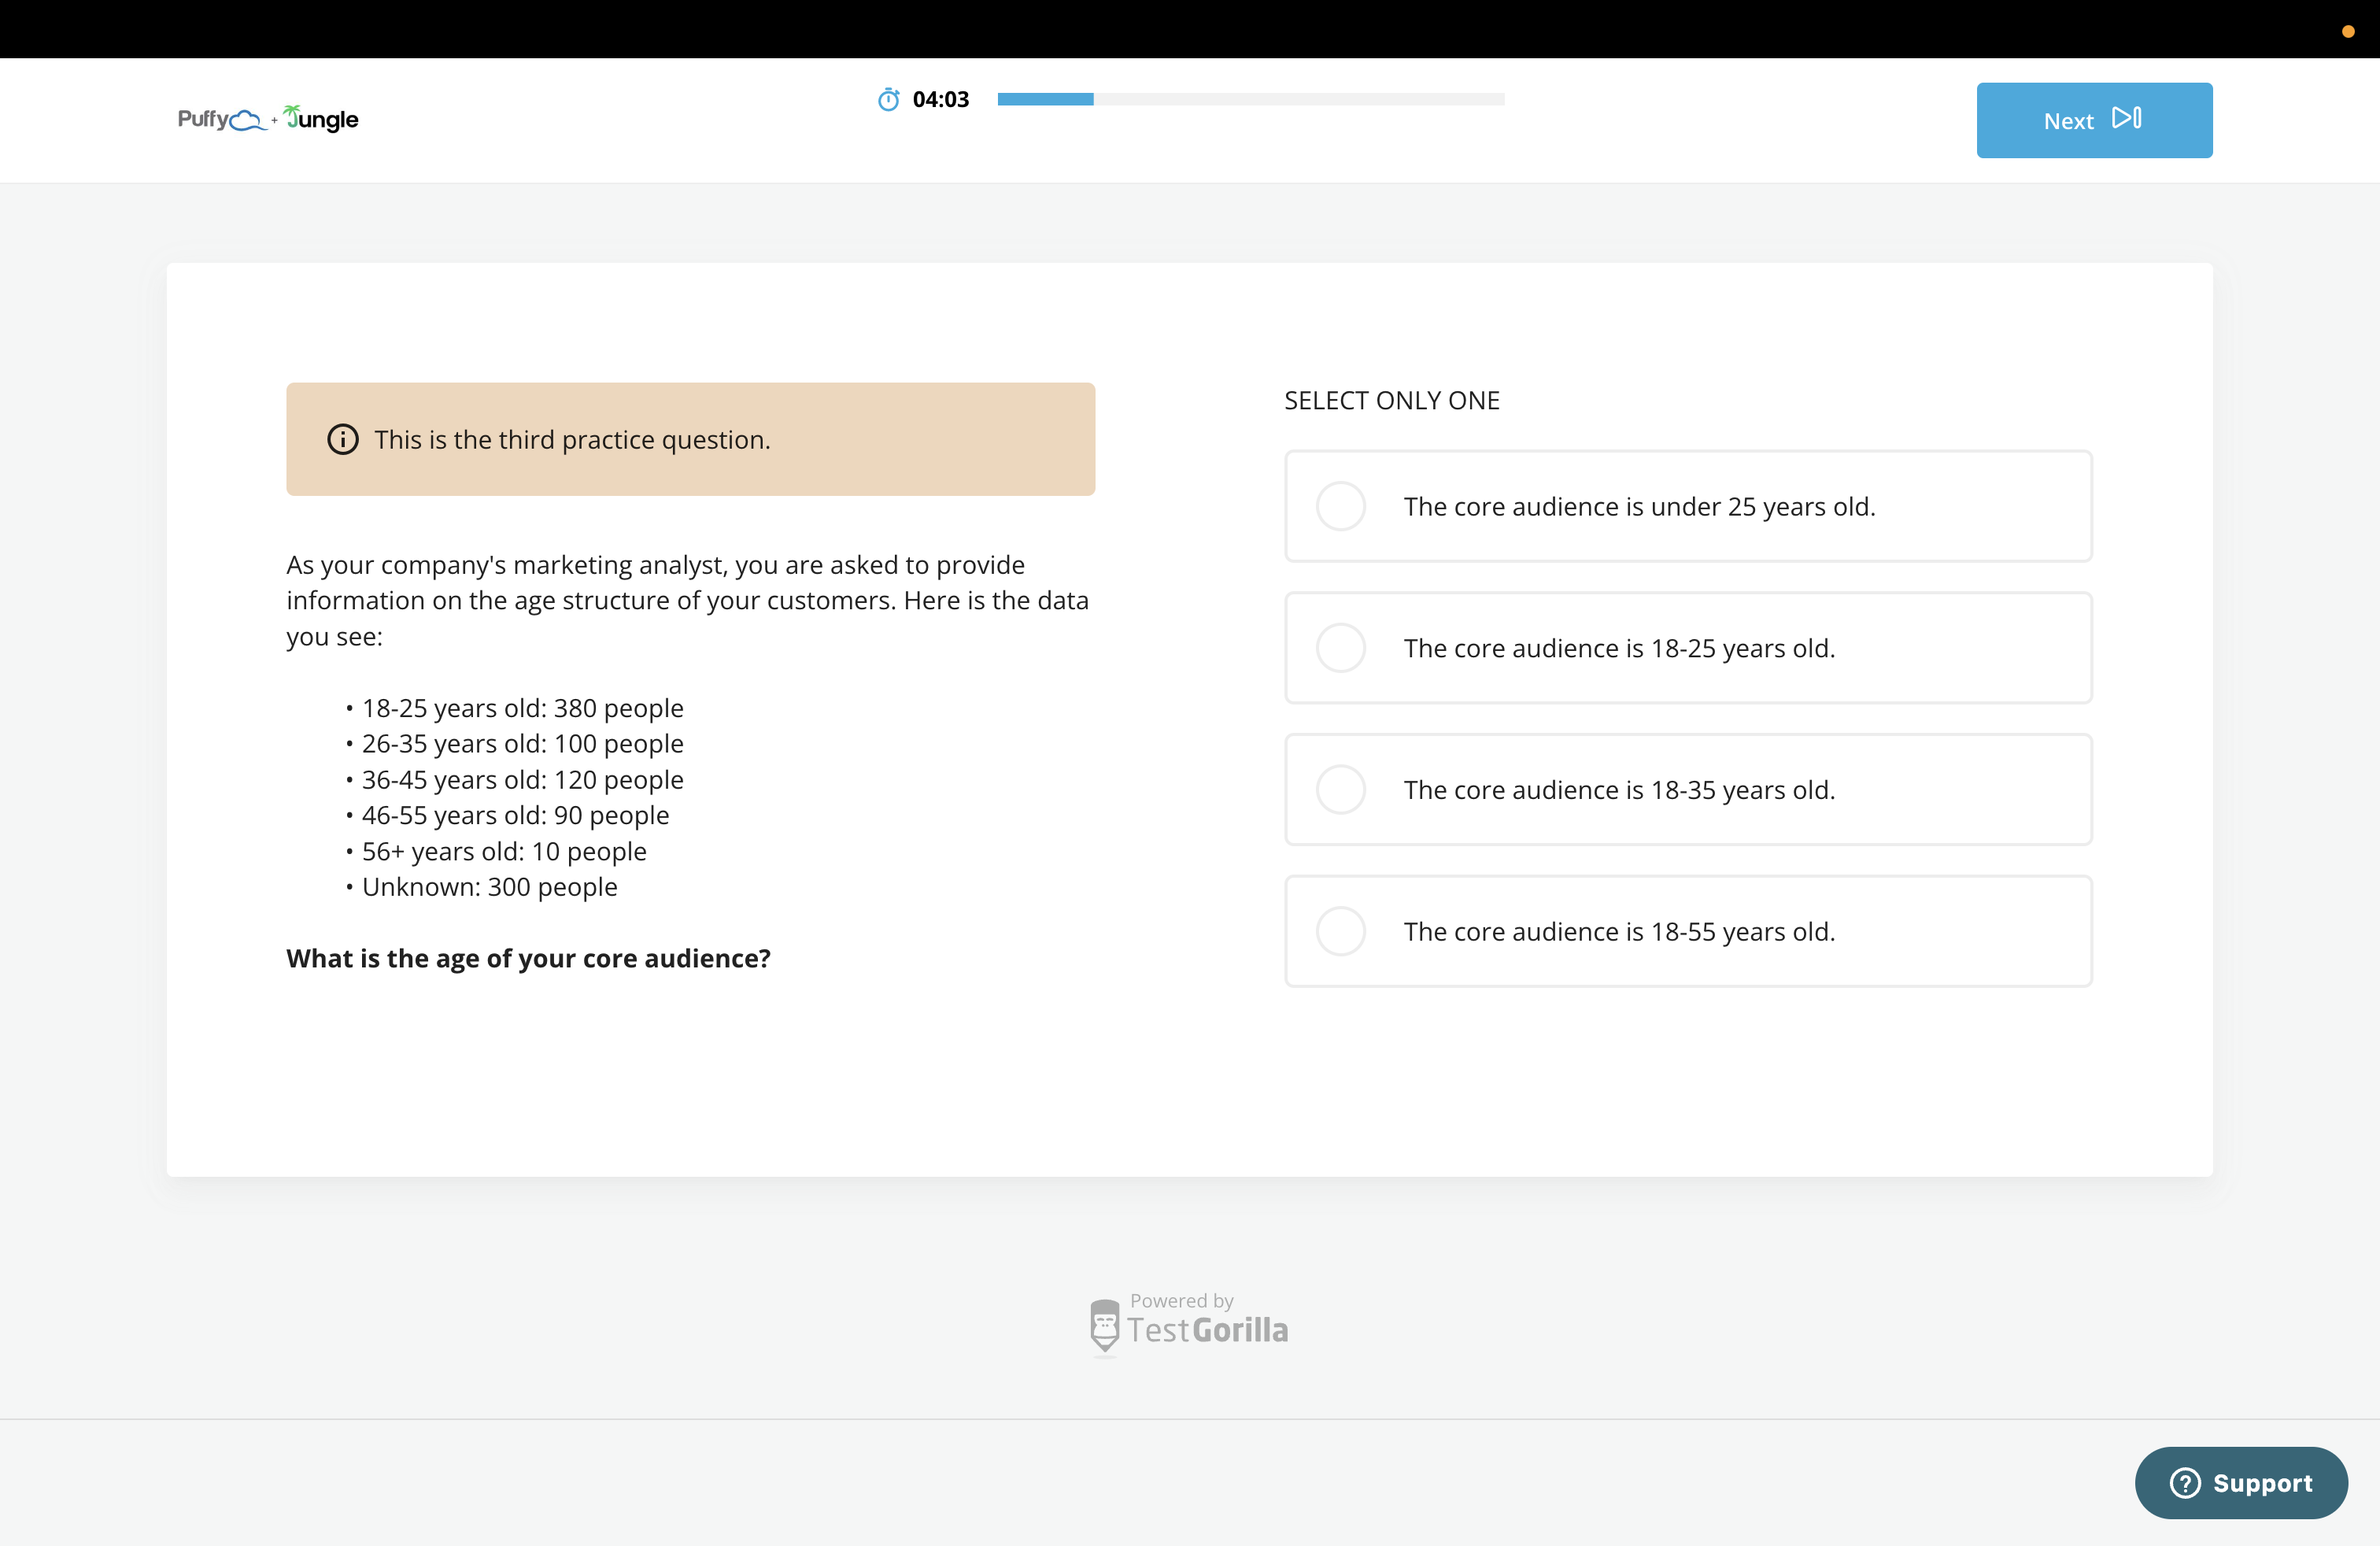 Puffy + Jungle
04:03
Next
This is the third practice question.
As your company's marketing analyst, you are asked to provide
information on the age structure of your customers. Here is the data
you see:
• 18-25 years old: 380 people
• 26-35 years old: 100 people
• 36-45 years old: 120 people
• 46-55 years old: 90 people
• 56+ years old: 10 people
• Unknown: 300 people
What is the age of your core audience?
SELECT ONLY ONE
The core audience is under 25 years old.
The core audience is 18-25 years old.
The core audience is 18-35 years old.
The core audience is 18-55 years old.
Powered by
TestGorilla
Support